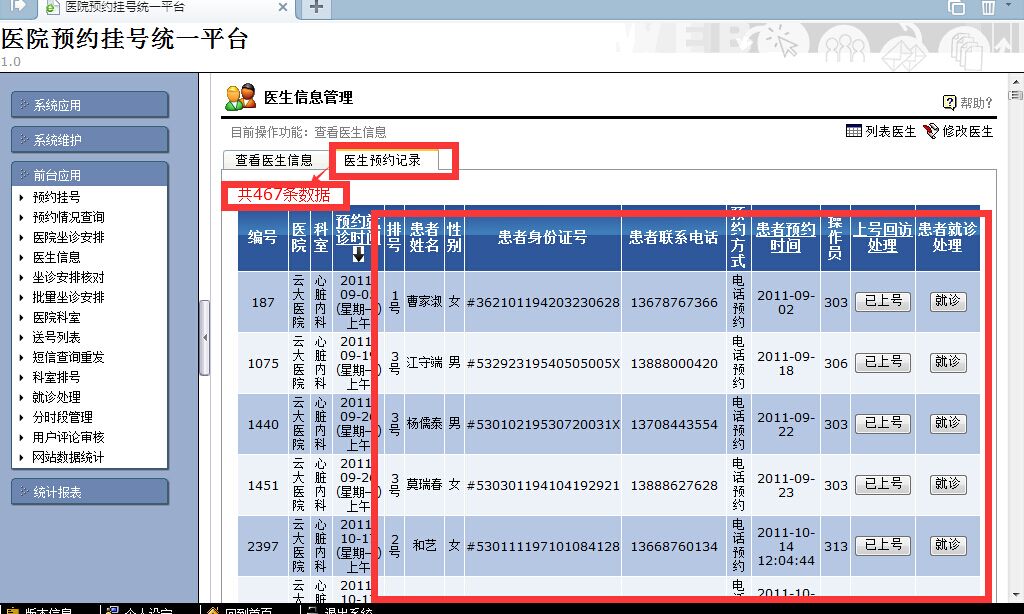 医院预约挂号统一平台
医院预约挂号统一平台
1.0
系统应用
系统维护
前台应用
预约挂号
预约情况查询
医院坐诊安排
医生信息
坐诊安排核对
批量坐诊安排
医院科室
送号列表
短信查询重发
科室排号
就诊处理
分时段管理
用户评论审核
网站数据统计
统计报表
医生信息管理
帮助?
目前操作功能：查看医生信息
列表医生 修改医生
查看医生信息 医生预约记录
共467条数据
编号 医院 科室 预约就诊时间 排号 患者姓名 性别 患者身份证号 患者联系电话 预约方式 患者预约时间 操作员 上号回访处理 患者就诊处理
187 云大医院 心脏内科 2011-09-0 (星期一) 上午 1号 曹家淑 女 #362101194203230628 13678767366 电话预约 2011-09-02 303 已上号 就诊
1075 云大医院 心脏内科 2011-09-19 (星期一) 上午 3号 江守端 男 #53292319540505005X 13888000420 电话预约 2011-09-18 306 已上号 就诊
1440 云大医院 心脏内科 2011-09-26 (星期一) 上午 3号 杨儒泰 男 #53010219530720031X 13708443554 电话预约 2011-09-22 303 已上号 就诊
1451 云大医院 心脏内科 2011-09-26 (星期一) 上午 3号 莫瑞春 女 #530301194104192921 13888627628 电话预约 2011-09-23 303 已上号 就诊
2397 云大医院 心脏内科 2011-10-17 (星期一) 上午 2号 和艺 女 #530111197101084128 13668760134 电话预约 2011-10-14 12:04:44 313 已上号 就诊
云大 心脏 2011-10-1 电 2011-10-
版本信息 个人设定 回到首页 退出系统